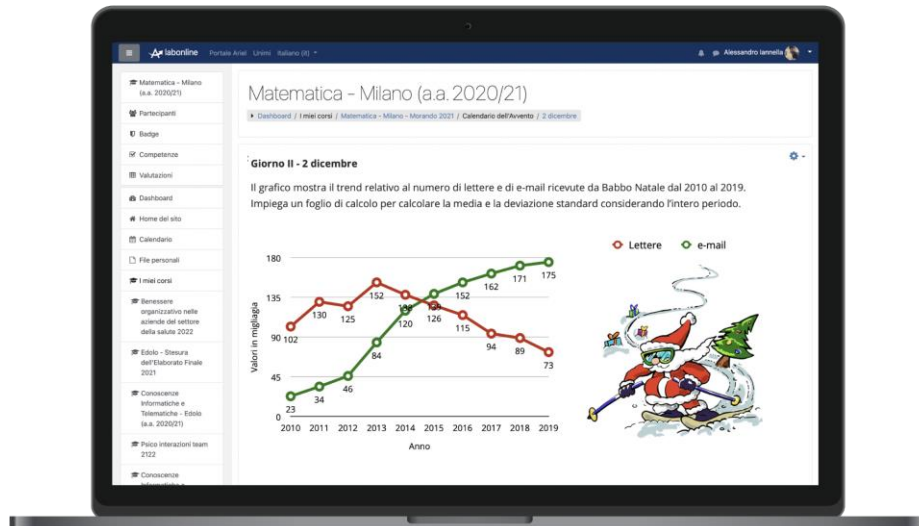 labonline Portale Ariel Unimi Italiano (it) Alessandro Iannella
Matematica - Milano
(a.a. 2020/21)
Partecipanti
Badge
Competenze
Valutazioni
Dashboard
Home del sito
Calendario
File personali
I miei corsi
Benessere
organizzativo nelle
aziende del settore
della salute 2022
Edolo - Stesura
dell'Elaborato Finale
2021
Conoscenze
Informatiche e
Telematiche - Edolo
(a.a. 2020/21)
Psico interazioni team
2122
Conoscenze
Informatiche e
Matematica - Milano (a.a. 2020/21)
Dashboard / I miei corsi / Matematica - Milano - Morando 2021 / Calendario dell'Avvento / 2 dicembre
Giorno II - 2 dicembre
Il grafico mostra il trend relativo al numero di lettere e di e-mail ricevute da Babbo Natale dal 2010 al 2019.
Impiega un foglio di calcolo per calcolare la media e la deviazione standard considerando l'intero periodo.
Lettere e-mail
Valori in migliaia
180
135
90
45
0
102 130 125 152 126 115 94 89 73
23 34 46 84 120 152 162 171 175
2010 2011 2012 2013 2014 2015 2016 2017 2018 2019
Anno